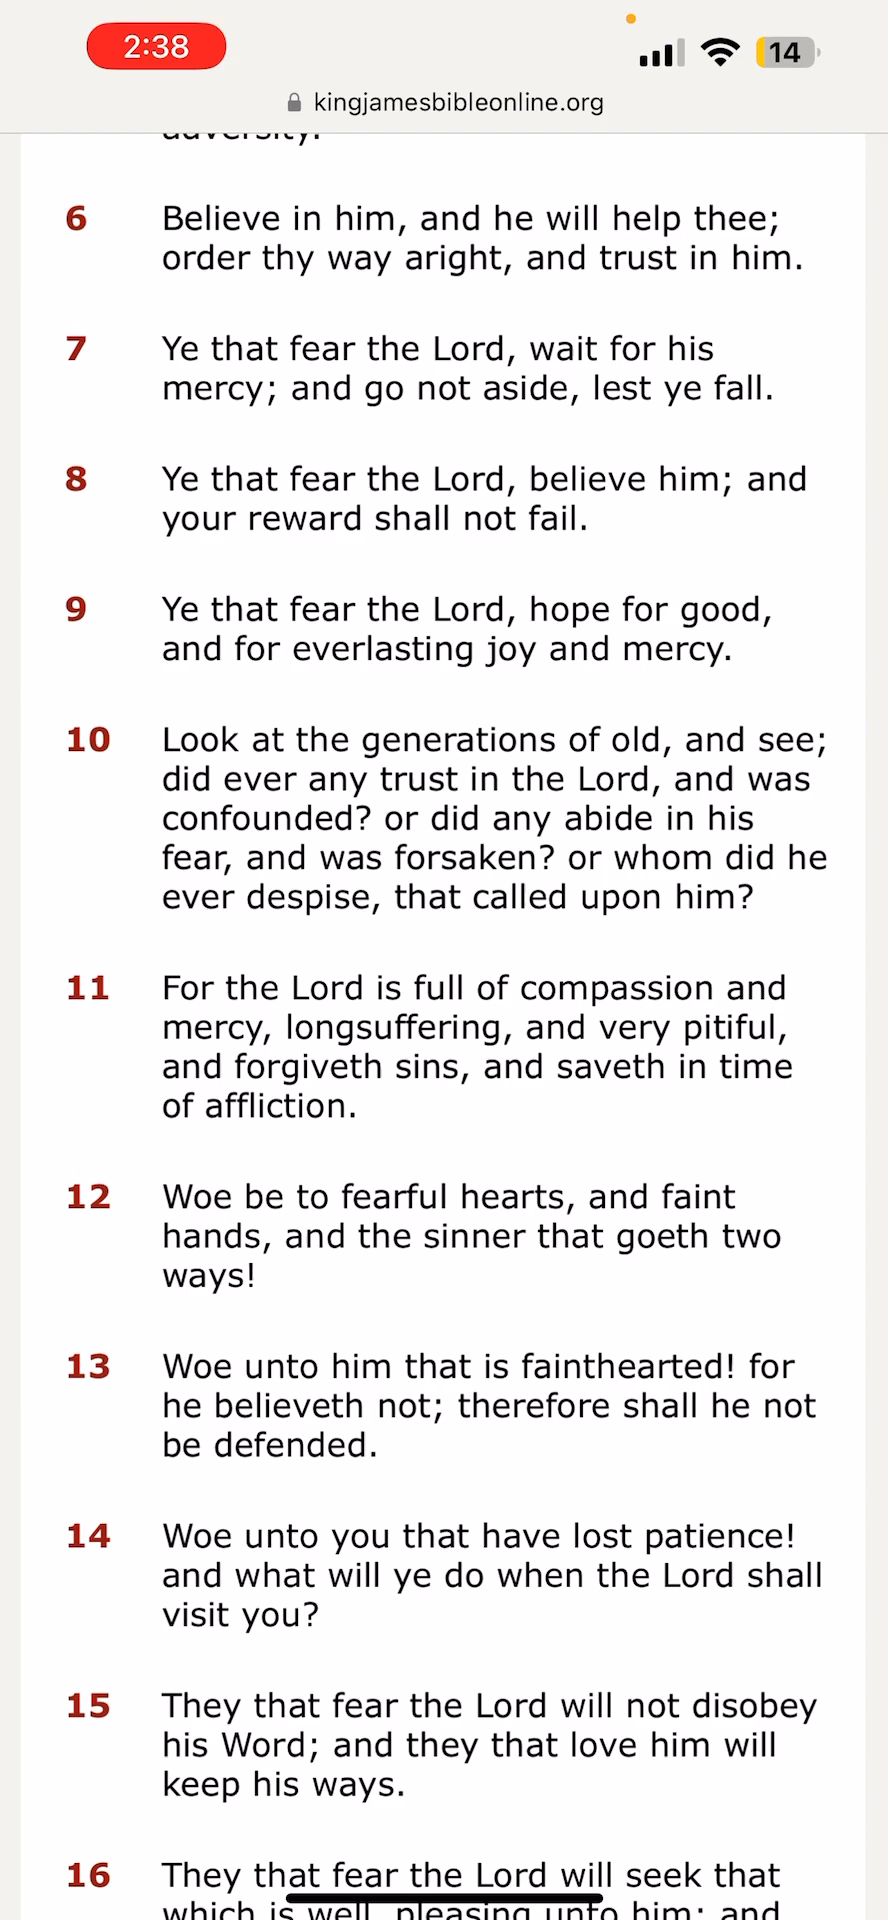 2:38
14
kingjamesbibleonline.org
adversity.
6 Believe in him, and he will help thee;
order thy way aright, and trust in him.
7 Ye that fear the Lord, wait for his
mercy; and go not aside, lest ye fall.
8 Ye that fear the Lord, believe him; and
your reward shall not fail.
9 Ye that fear the Lord, hope for good,
and for everlasting joy and mercy.
10 Look at the generations of old, and see;
did ever any trust in the Lord, and was
confounded? or did any abide in his
fear, and was forsaken? or whom did he
ever despise, that called upon him?
11 For the Lord is full of compassion and
mercy, longsuffering, and very pitiful,
and forgiveth sins, and saveth in time
of affliction.
12 Woe be to fearful hearts, and faint
hands, and the sinner that goeth two
ways!
13 Woe unto him that is fainthearted! for
he believeth not; therefore shall he not
be defended.
14 Woe unto you that have lost patience!
and what will ye do when the Lord shall
visit you?
15 They that fear the Lord will not disobey
his Word; and they that love him will
keep his ways.
16 They that fear the Lord will seek that
which is well, pleasing unto him; and